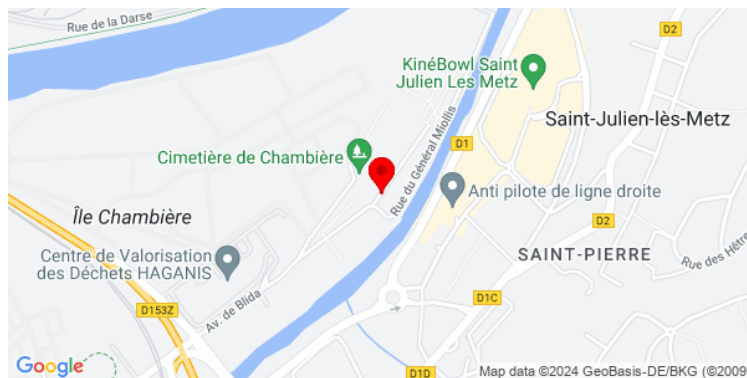 Rue de la Darse
D2
KinéBowl Saint
Julien Les Metz
Saint-Julien-lès-Metz
D1
Rue du Général Miollis
Cimetière de Chambière
Anti pilote de ligne droite
Île Chambière
D2
Centre de Valorisation
des Déchets HAGANIS
SAINT-PIERRE
Rue des Hêtre
D153Z
Av. de Blida
D1C
Google
D1D
Map data ©2024 GeoBasis-DE/BKG (©2009